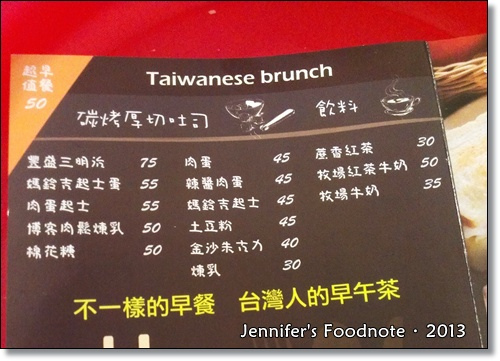 超早
值餐
50
Taiwanese brunch
碳烤厚切吐司
飲料
豐盛三明治 75
媽鈴吉起士蛋 55
肉蛋起士 55
博客肉鬆煉乳 50
棉花糖 50
肉蛋 45
辣醬肉蛋 45
媽鈴吉起士 45
土豆粉 45
金沙朱古力 40
煉乳 30
蔗香紅茶 30
牧場紅茶牛奶 50
牧場牛奶 35
不一樣的早餐 台灣人的早午茶
Jennifer's Foodnote · 2013